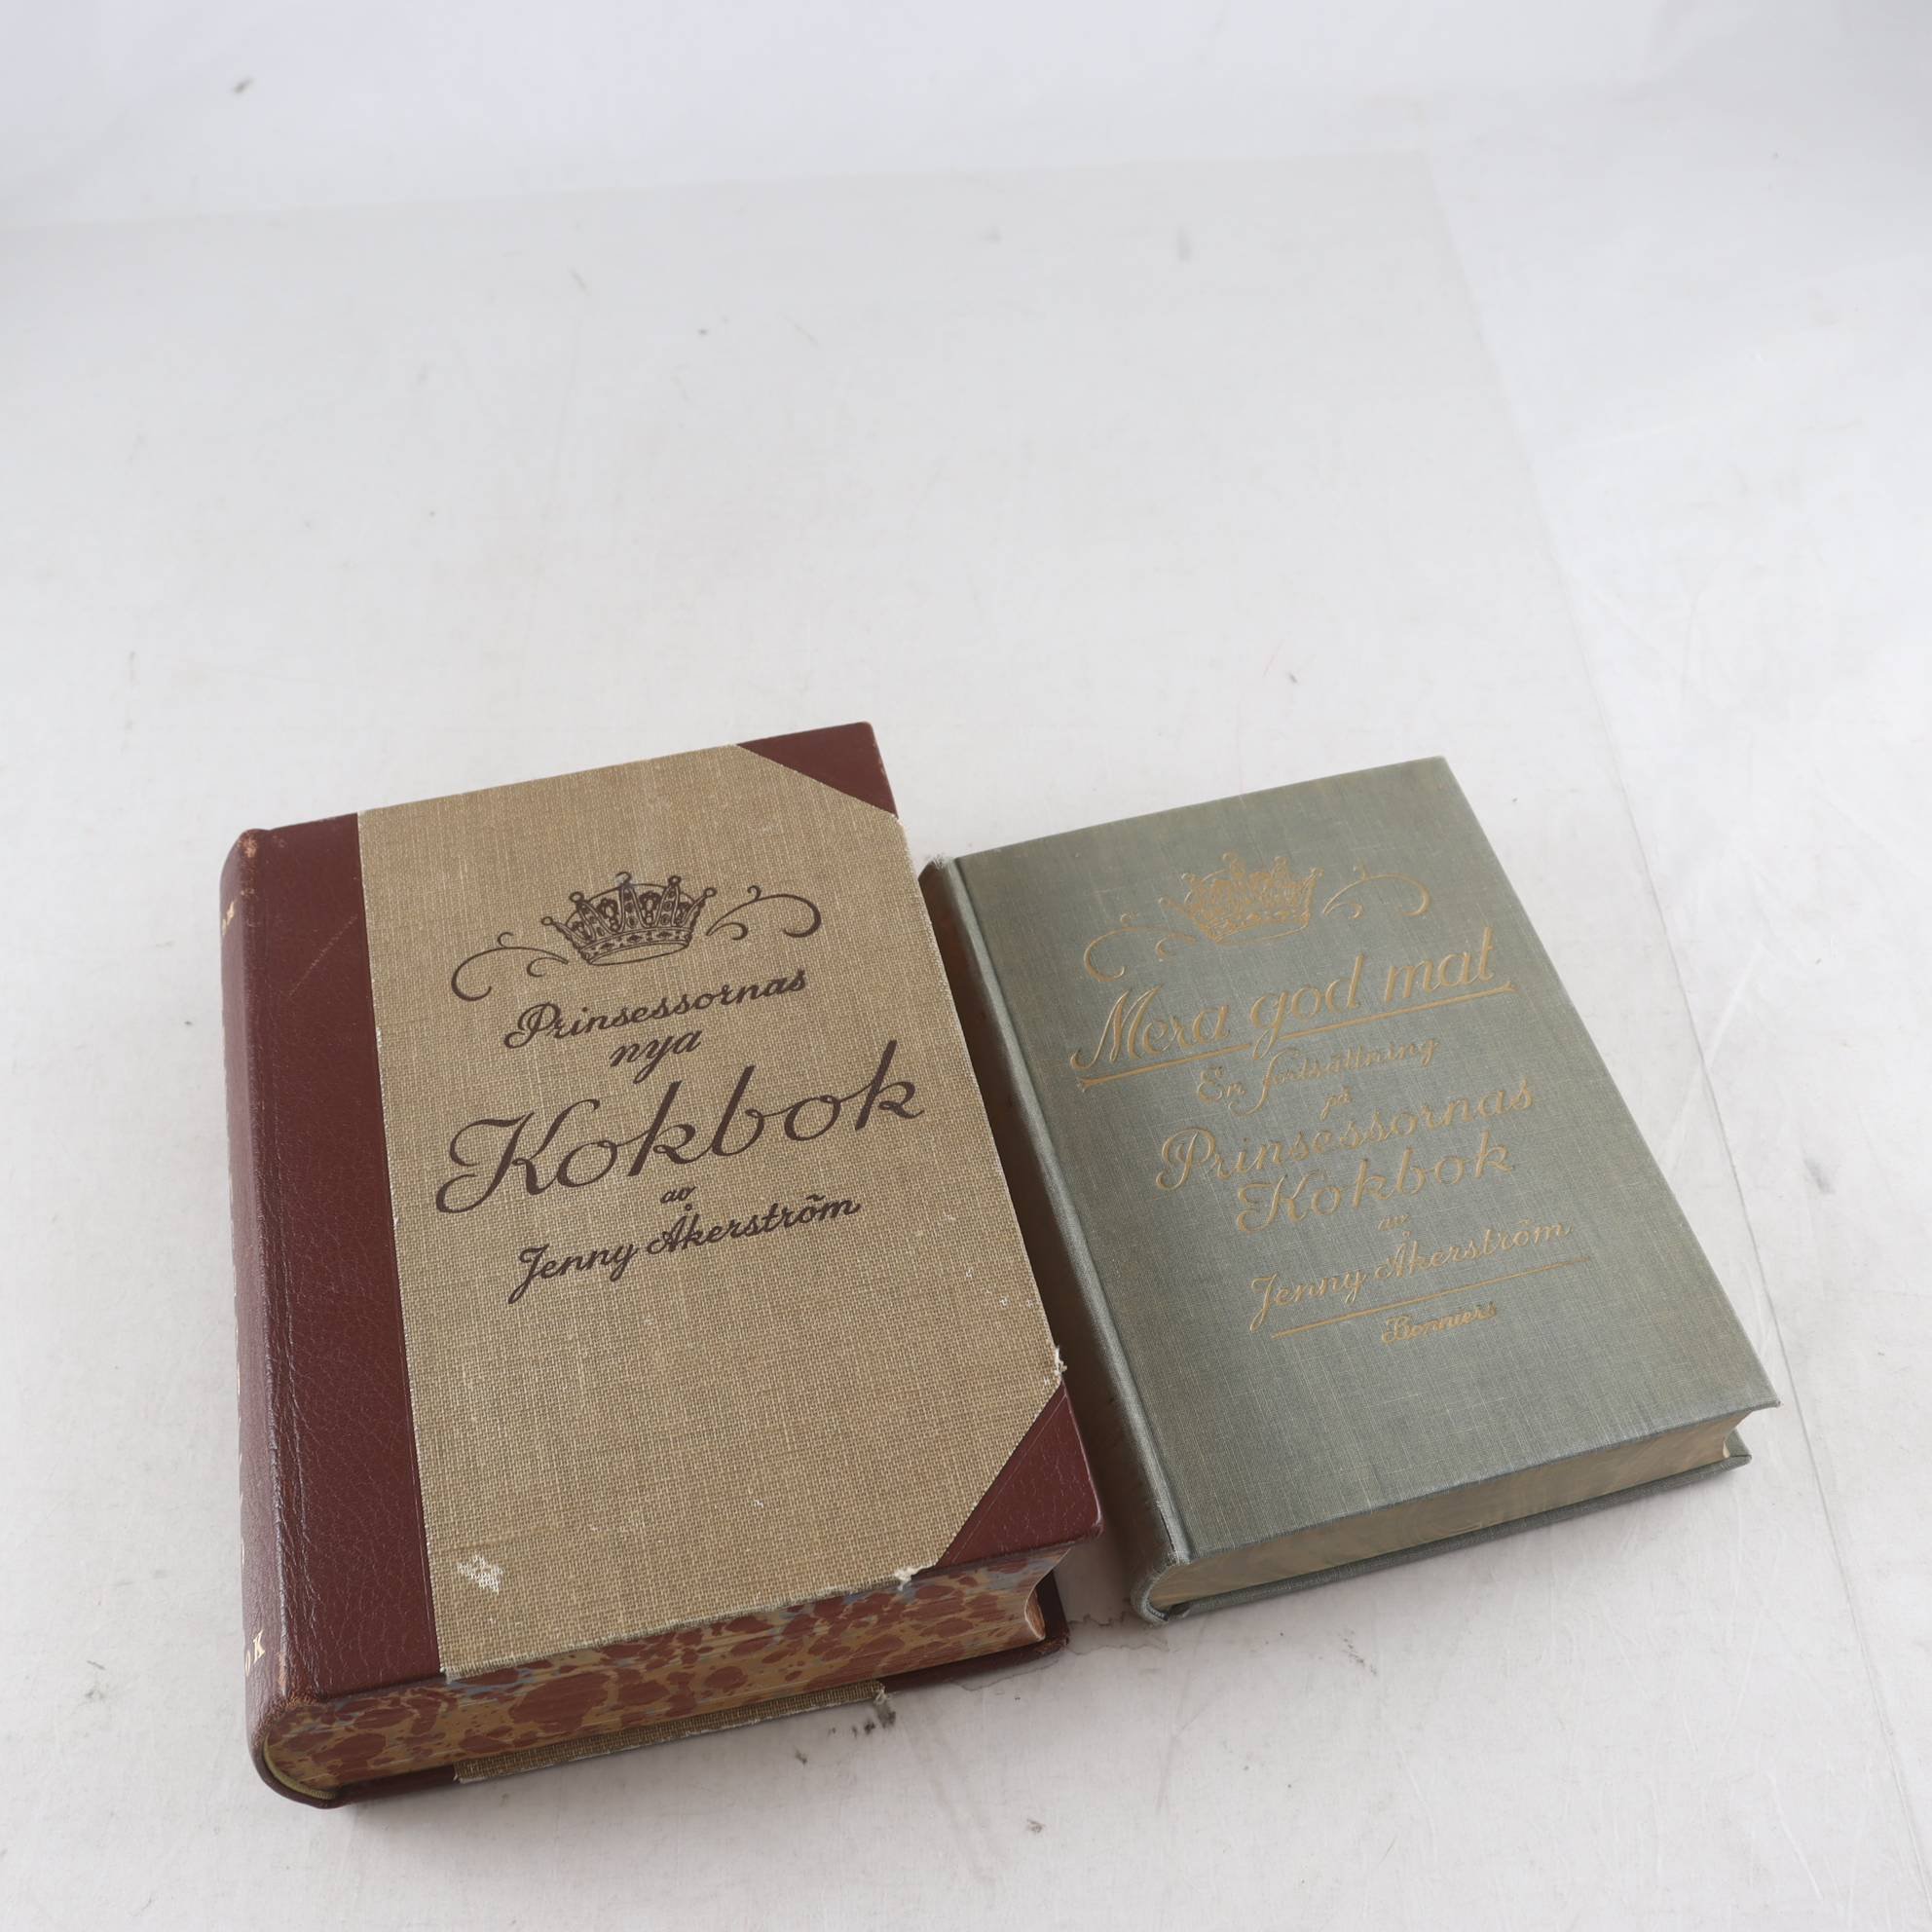 Prinsessornas
nya
Kokbok
av
Jenny Åkerström
Mera god mat
En fortsättning
på
Prinsessornas
Kokbok
av
Jenny Åkerström
Bonniers